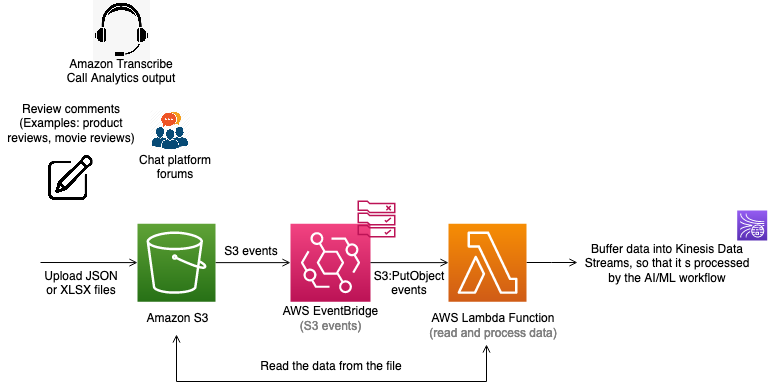 Amazon Transcribe
Call Analytics output
Review comments
(Examples: product
reviews, movie reviews)
Chat platform
forums
Upload JSON
or XLSX files
Amazon S3
S3 events
AWS EventBridge
(S3 events)
S3:PutObject
events
AWS Lambda Function
(read and process data)
Buffer data into Kinesis Data
Streams, so that it s processed
by the AI/ML workflow
Read the data from the file